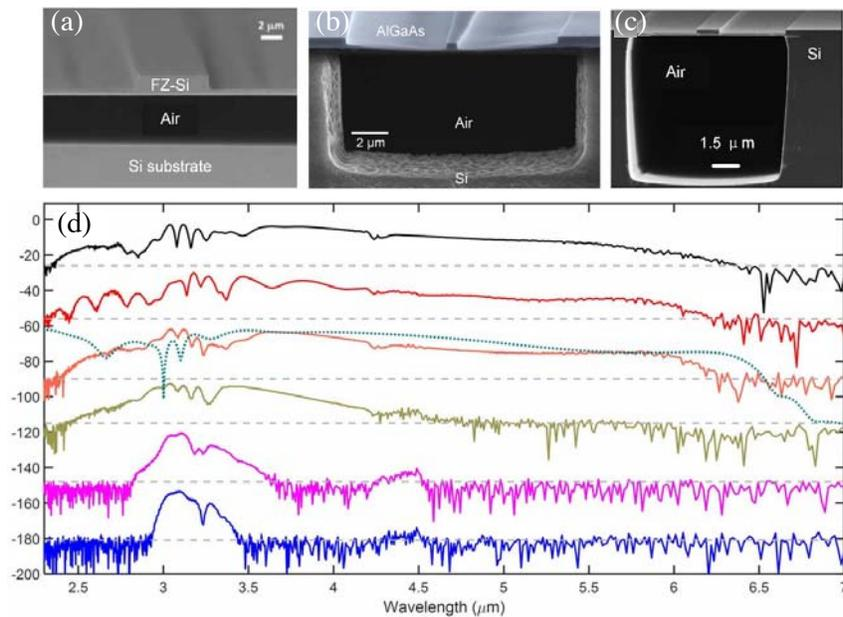 (a)
2 μm
FZ-Si
Air
Si substrate
(b)
AlGaAs
Air
2 μm
Si
(c)
Air
Si
1.5 μm
(d)
0
-20
-40
-60
-80
-100
-120
-140
-160
-180
-200
2.5 3 3.5 4 4.5 5 5.5 6 6.5 7
Wavelength (μm)